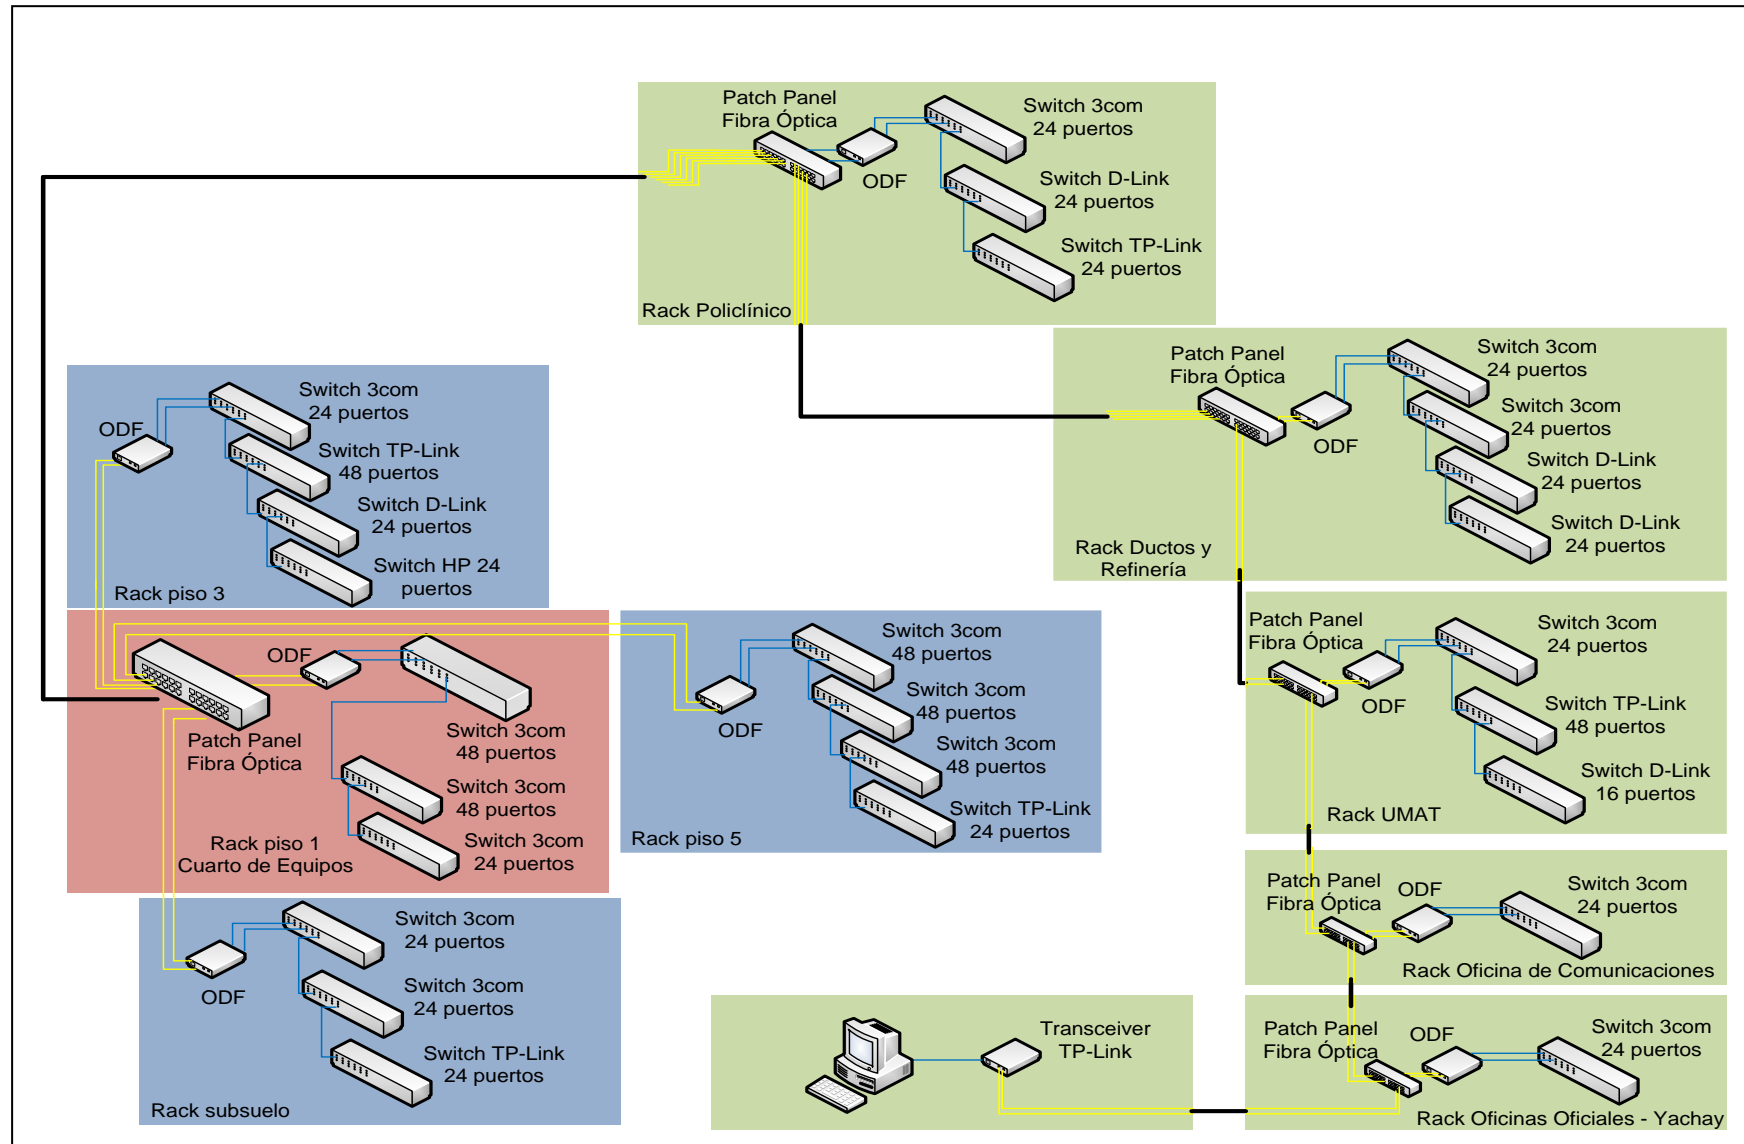 Patch Panel
Fibra Óptica
ODF
Switch 3com
24 puertos
Switch D-Link
24 puertos
Switch TP-Link
24 puertos
Rack Policlínico
Patch Panel
Fibra Óptica
ODF
Switch 3com
24 puertos
Switch 3com
24 puertos
Switch D-Link
24 puertos
Switch D-Link
24 puertos
Rack Ductos y
Refinería
ODF
Switch 3com
24 puertos
Switch TP-Link
48 puertos
Switch D-Link
24 puertos
Switch HP 24
puertos
Rack piso 3
ODF
Patch Panel
Fibra Óptica
Switch 3com
48 puertos
Switch 3com
48 puertos
Switch 3com
24 puertos
Rack piso 1
Cuarto de Equipos
ODF
Switch 3com
48 puertos
Switch 3com
48 puertos
Switch 3com
48 puertos
Switch TP-Link
24 puertos
Rack piso 5
Patch Panel
Fibra Óptica
ODF
Switch 3com
24 puertos
Switch TP-Link
48 puertos
Switch D-Link
16 puertos
Rack UMAT
Patch Panel
Fibra Óptica
ODF
Switch 3com
24 puertos
Rack Oficina de Comunicaciones
ODF
Switch 3com
24 puertos
Switch 3com
24 puertos
Switch TP-Link
24 puertos
Rack subsuelo
Transceiver
TP-Link
Patch Panel
Fibra Óptica
ODF
Switch 3com
24 puertos
Rack Oficinas Oficiales - Yachay